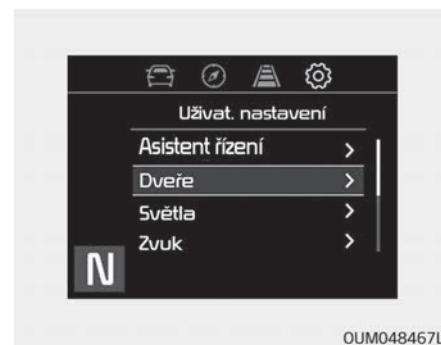 Uživat. nastavení
Asistent řízení >
Dveře >
Světla >
Zvuk >
N
OUM048467L